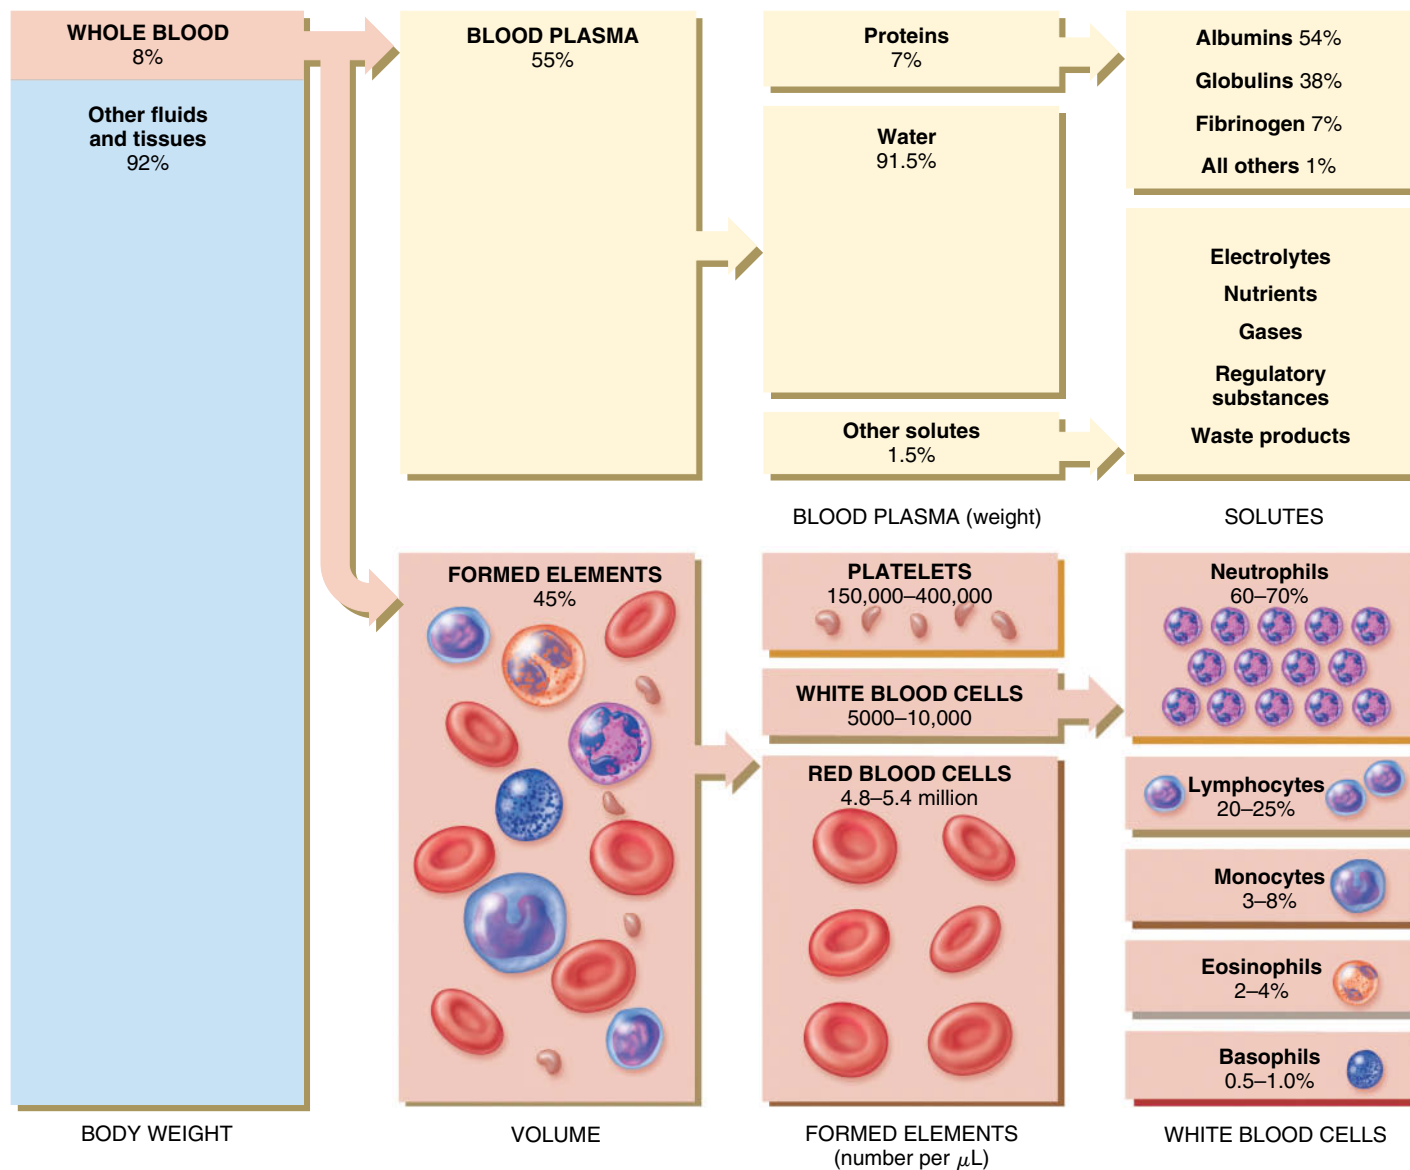 WHOLE BLOOD
8%
Other fluids
and tissues
92%
BODY WEIGHT
BLOOD PLASMA
55%
FORMED ELEMENTS
45%
VOLUME
Proteins
7%
Water
91.5%
Other solutes
1.5%
BLOOD PLASMA (weight)
PLATELETS
150,000–400,000
WHITE BLOOD CELLS
5000–10,000
RED BLOOD CELLS
4.8–5.4 million
FORMED ELEMENTS
(number per μL)
Albumins 54%
Globulins 38%
Fibrinogen 7%
All others 1%
Electrolytes
Nutrients
Gases
Regulatory
substances
Waste products
SOLUTES
Neutrophils
60–70%
Lymphocytes
20–25%
Monocytes
3–8%
Eosinophils
2–4%
Basophils
0.5–1.0%
WHITE BLOOD CELLS